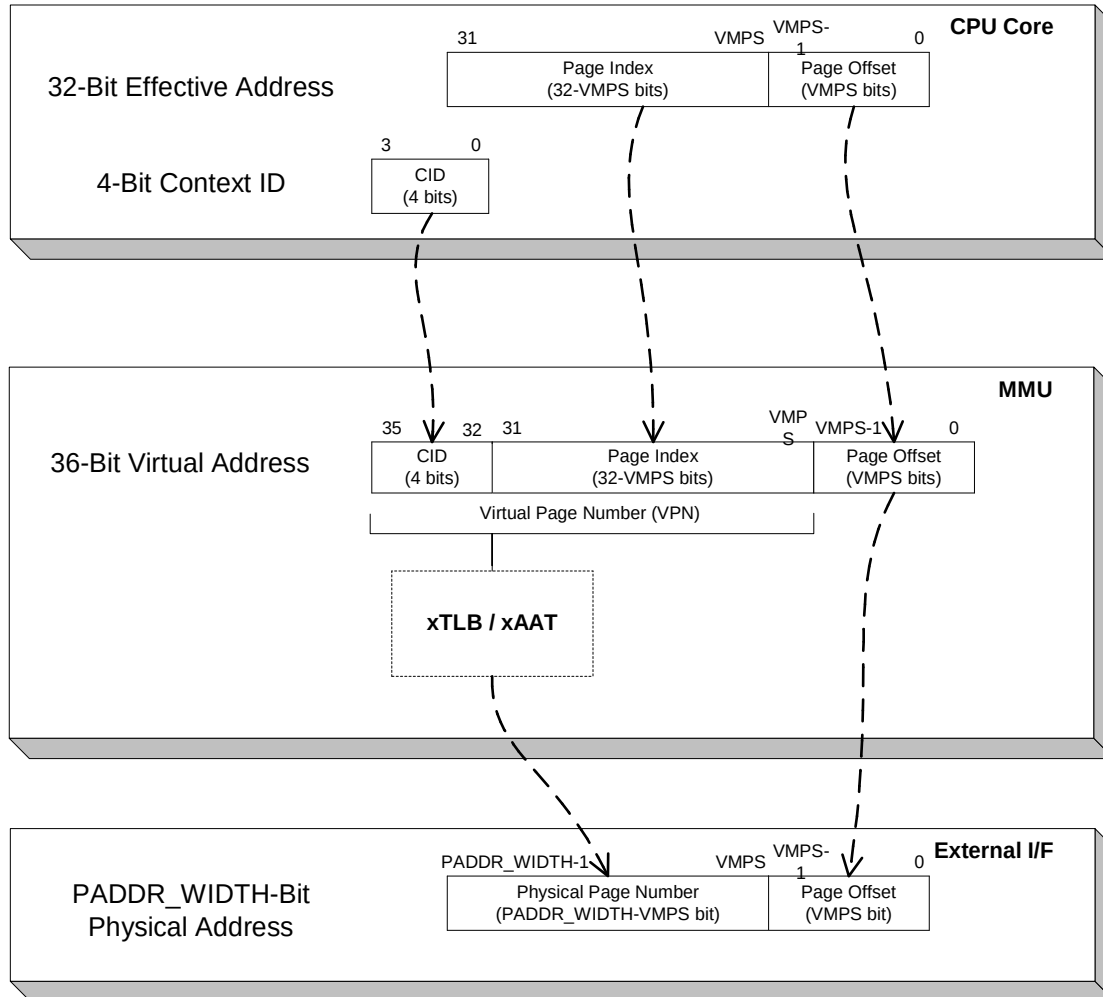 CPU Core
31 VMPS VMPS-
1 0
32-Bit Effective Address
Page Index
(32-VMPS bits)
Page Offset
(VMPS bits)
3 0
4-Bit Context ID
CID
(4 bits)
MMU
35 32 31 VMP
S VMPS-1 0
36-Bit Virtual Address
CID
(4 bits)
Page Index
(32-VMPS bits)
Page Offset
(VMPS bits)
Virtual Page Number (VPN)
xTLB / xAAT
External I/F
PADDR_WIDTH-1 VMPS VMPS-
1 0
PADDR_WIDTH-Bit
Physical Address
Physical Page Number
(PADDR_WIDTH-VMPS bit)
Page Offset
(VMPS bit)